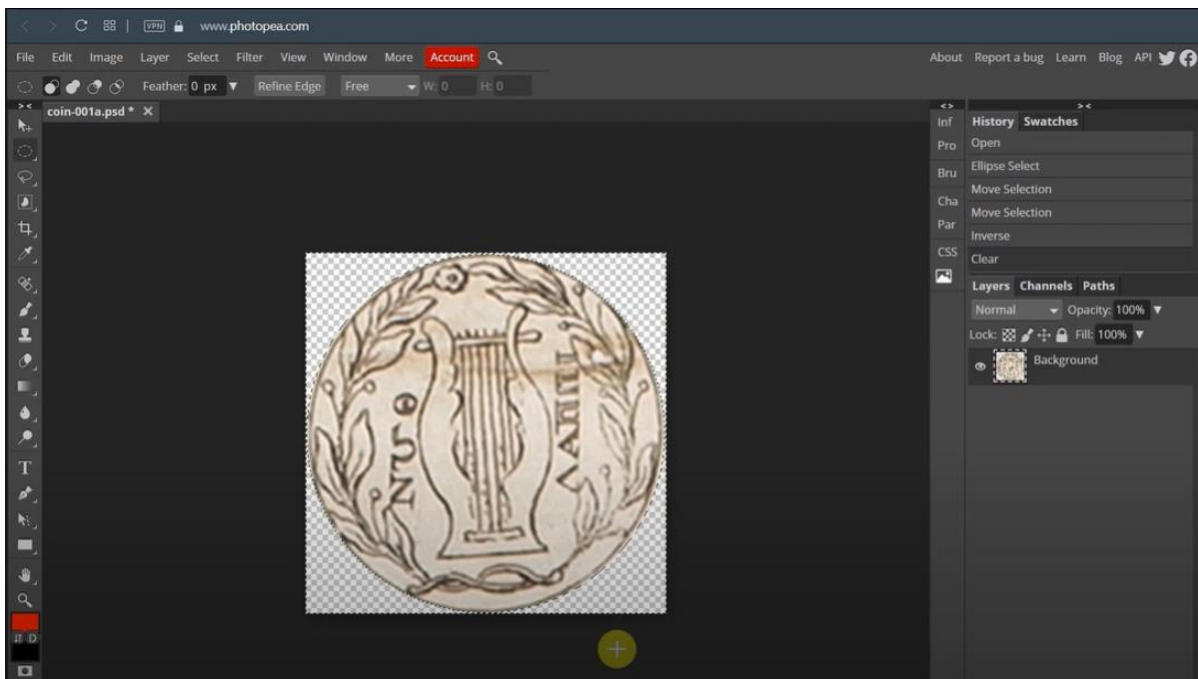 VPN www.photopea.com
File Edit Image Layer Select Filter View Window More Account
About Report a bug Learn Blog API
Feather: 0 px Refine Edge Free W: 0 H: 0
coin-001a.psd * X
Inf
Pro
Bru
Cha
Par
CSS
History Swatches
Open
Ellipse Select
Move Selection
Move Selection
Inverse
Clear
Layers Channels Paths
Normal Opacity: 100%
Lock: Fill: 100%
Background
T
D